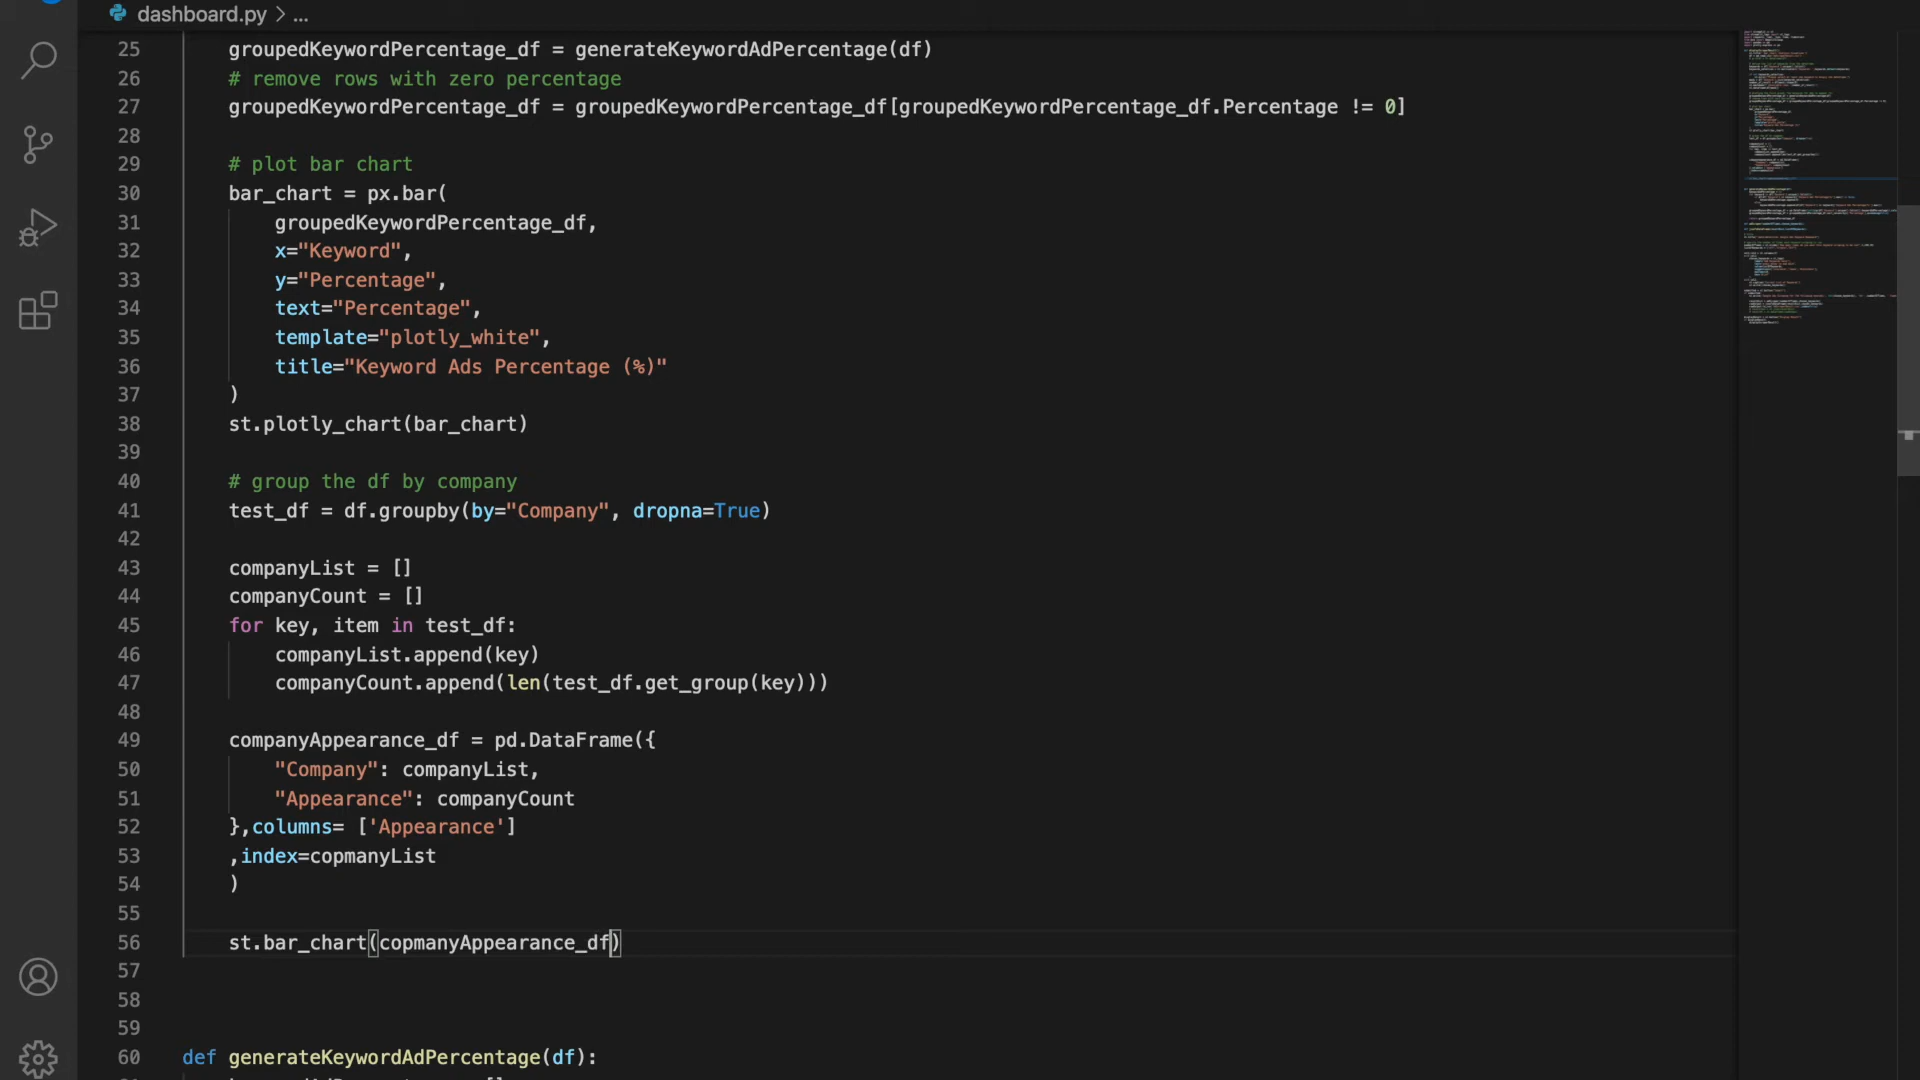 dashboard.py > ...
25 groupedKeywordPercentage_df = generateKeywordAdPercentage(df)
26 # remove rows with zero percentage
27 groupedKeywordPercentage_df = groupedKeywordPercentage_df[groupedKeywordPercentage_df.Percentage != 0]
28
29 # plot bar chart
30 bar_chart = px.bar(
31 groupedKeywordPercentage_df,
32 x="Keyword",
33 y="Percentage",
34 text="Percentage",
35 template="plotly_white",
36 title="Keyword Ads Percentage (%)"
37 )
38 st.plotly_chart(bar_chart)
39
40 # group the df by company
41 test_df = df.groupby(by="Company", dropna=True)
42
43 companyList = []
44 companyCount = []
45 for key, item in test_df:
46 companyList.append(key)
47 companyCount.append(len(test_df.get_group(key)))
48
49 companyAppearance_df = pd.DataFrame({
50 "Company": companyList,
51 "Appearance": companyCount
52 },columns= ['Appearance']
53 ,index=copmanyList
54 )
55
56 st.bar_chart(copmanyAppearance_df)
57
58
59
60 def generateKeywordAdPercentage(df):